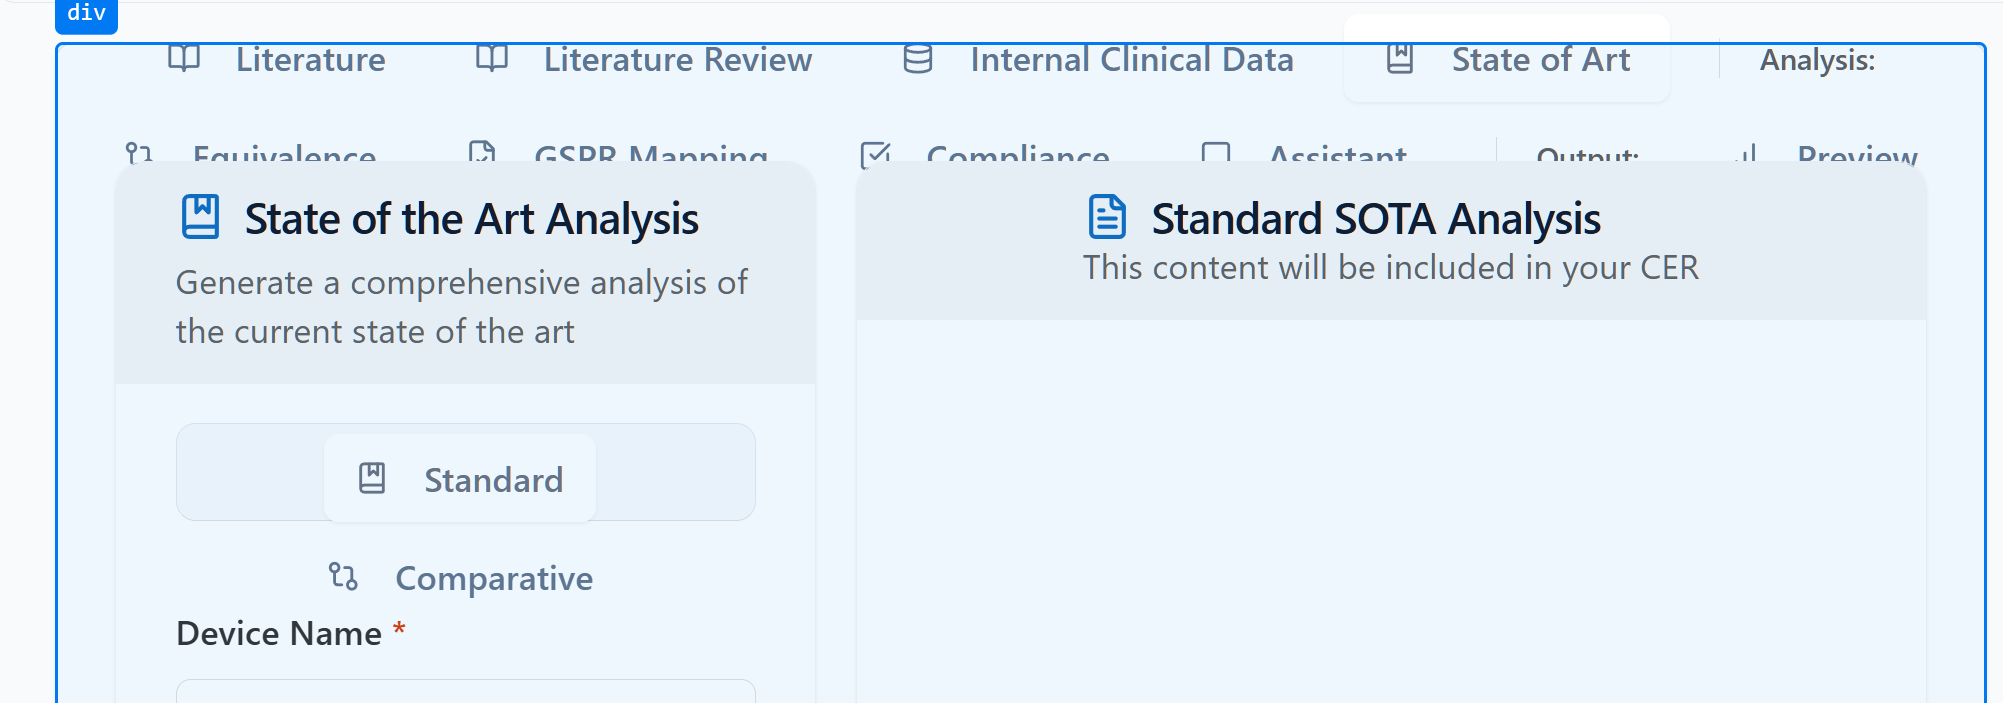 div
Literature
Literature Review
Internal Clinical Data
State of Art
Analysis:
Equivalence
GSPR Mapping
Compliance
Assistant
Output:
Preview
State of the Art Analysis
Generate a comprehensive analysis of
the current state of the art
Standard
Comparative
Device Name *
Standard SOTA Analysis
This content will be included in your CER